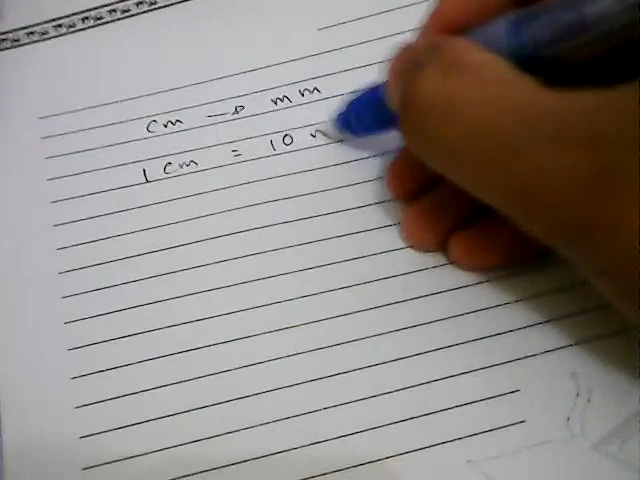 cm → mm
1 cm = 10 m